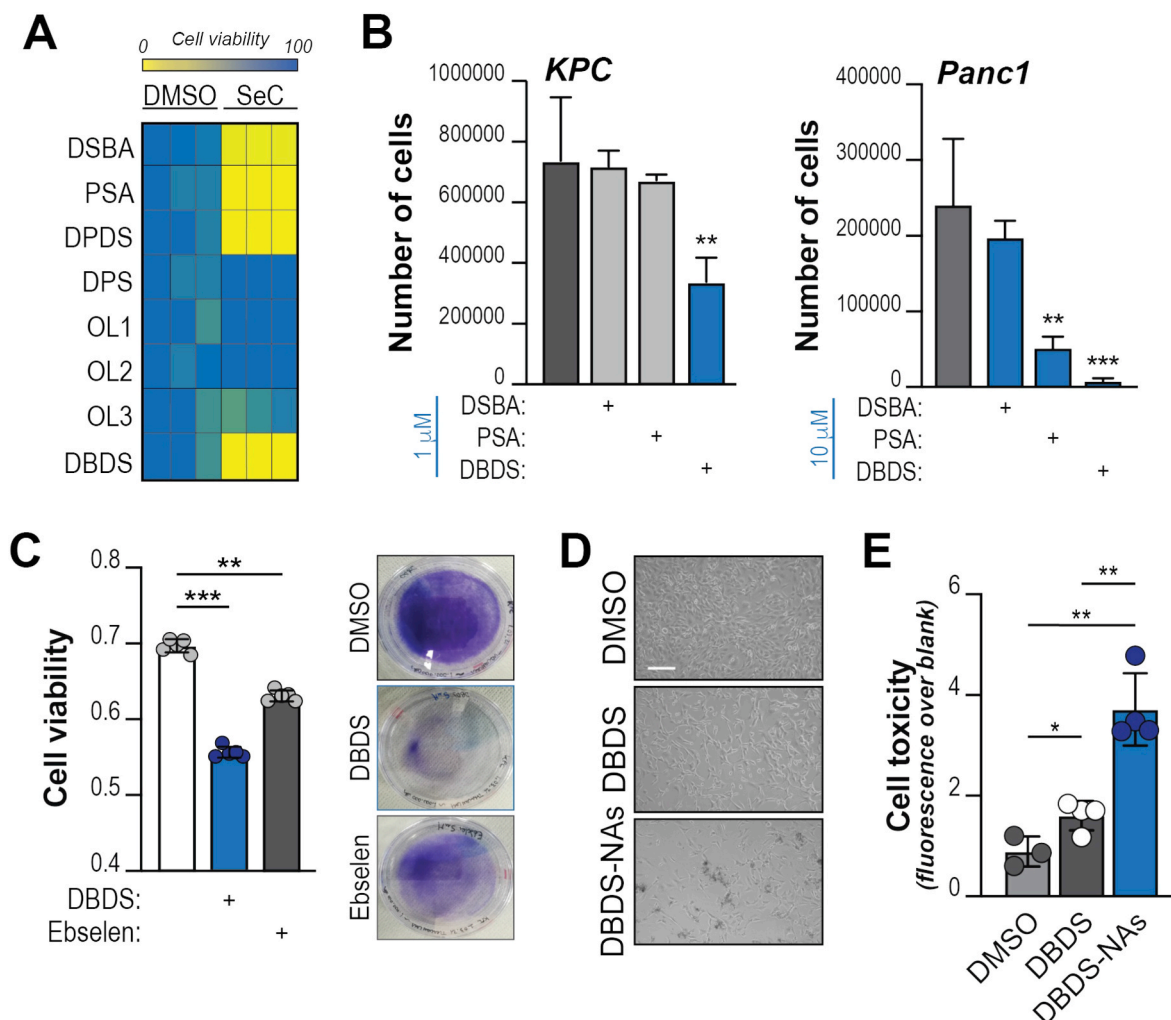 A
Cell viability
0
100
DMSO SeC
DSBA
PSA
DPDS
DPS
OL1
OL2
OL3
DBDS
B
KPC
Number of cells
1000000
800000
600000
400000
200000
0
**
1 µM
DSBA: +
PSA: +
DBDS: +
Panc1
Number of cells
400000
300000
200000
100000
0
**
***
10 µM
DSBA: +
PSA: +
DBDS: +
C
Cell viability
0.8
0.7
0.6
0.5
0.4
**
***
DBDS: +
Ebselen: +
DMSO
DBDS
Ebselen
D
DMSO
DBDS
DBDS-NAs
E
Cell toxicity
(fluorescence over blank)
6
4
2
0
**
**
*
DMSO
DBDS
DBDS-NAs